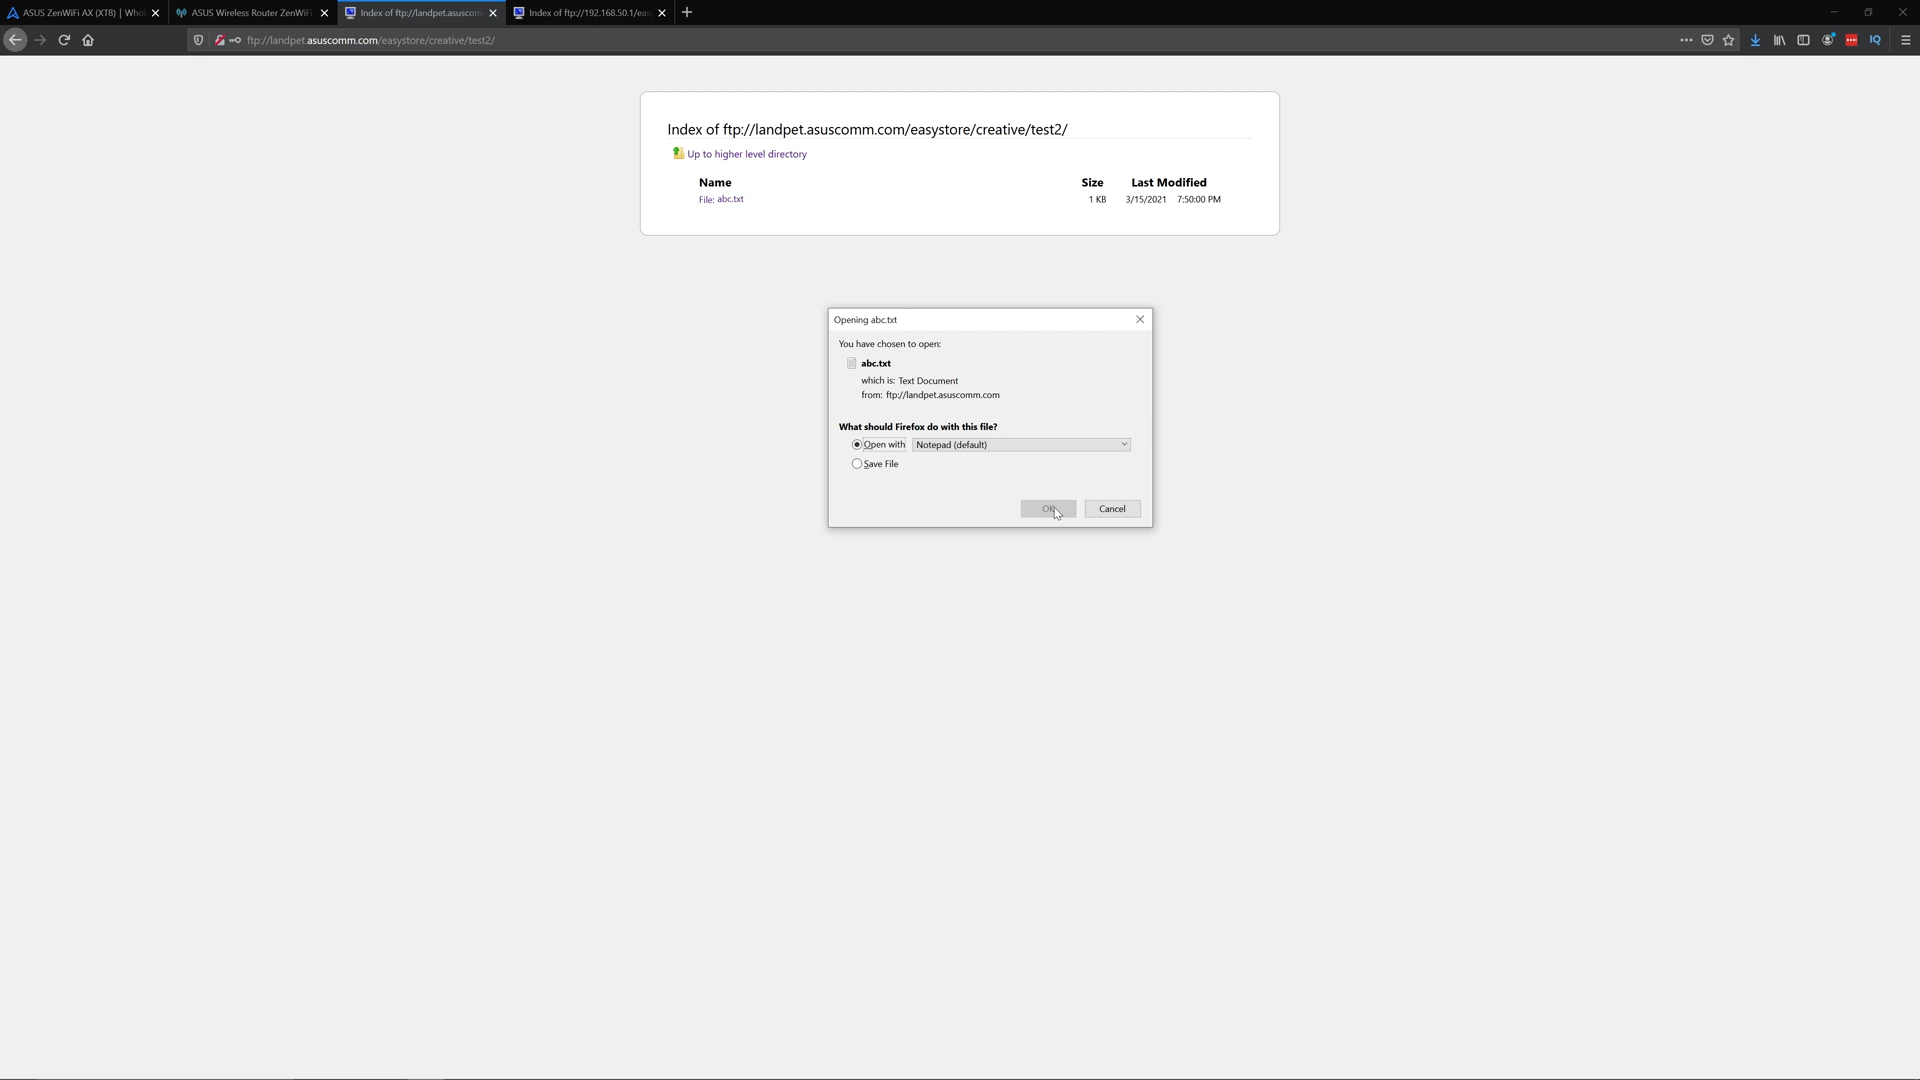 ASUS ZenWiFi AX (XT8) | Whol
ASUS Wireless Router ZenWiFi
Index of ftp://landpet.asuscomm
Index of ftp://192.168.50.1/eas
ftp://landpet.asuscomm.com/easystore/creative/test2/
IQ
Index of ftp://landpet.asuscomm.com/easystore/creative/test2/
Up to higher level directory
Name Size Last Modified
File: abc.txt 1 KB 3/15/2021 7:50:00 PM
Opening abc.txt
You have chosen to open:
abc.txt
which is: Text Document
from: ftp://landpet.asuscomm.com
What should Firefox do with this file?
Open with Notepad (default)
Save File
OK Cancel